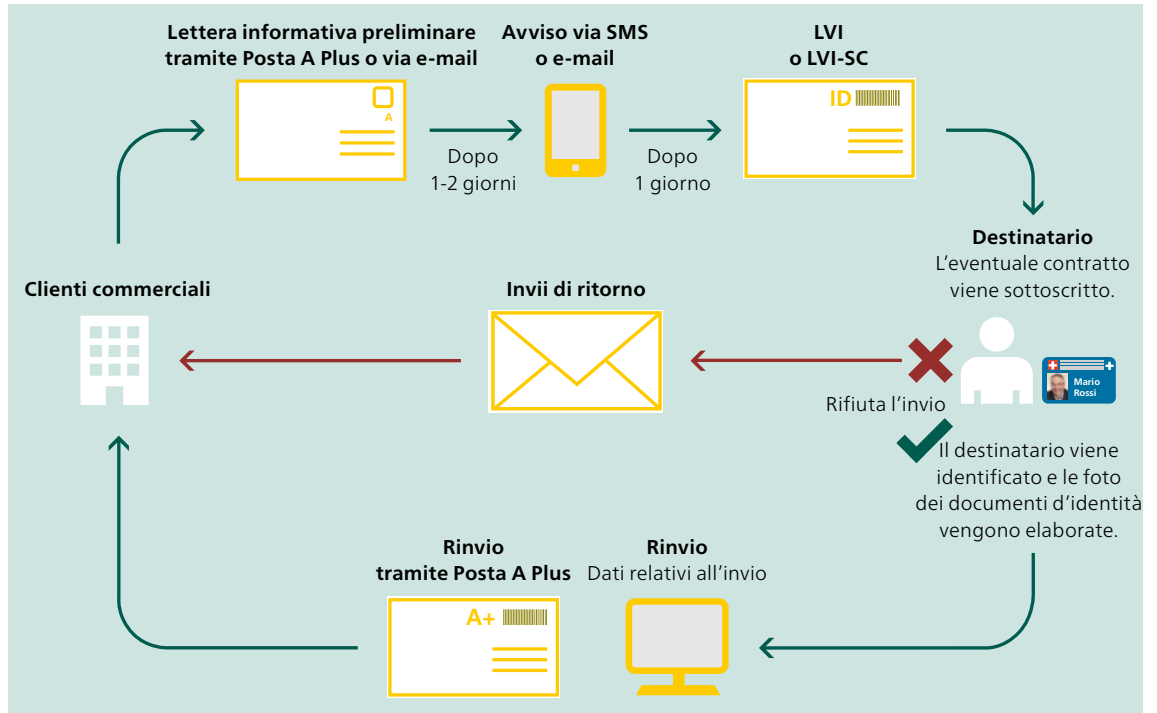 Lettera informativa preliminare
tramite Posta A Plus o via e-mail
A
Dopo
1-2 giorni
Avviso via SMS
o e-mail
Dopo
1 giorno
LVI
o LVI-SC
ID
Destinatario
L'eventuale contratto
viene sottoscritto.
Mario
Rossi
Clienti commerciali
Invii di ritorno
Rifiuta l'invio
Il destinatario viene
identificato e le foto
dei documenti d'identità
vengono elaborate.
Rinvio
tramite Posta A Plus
A+
Rinvio
Dati relativi all'invio